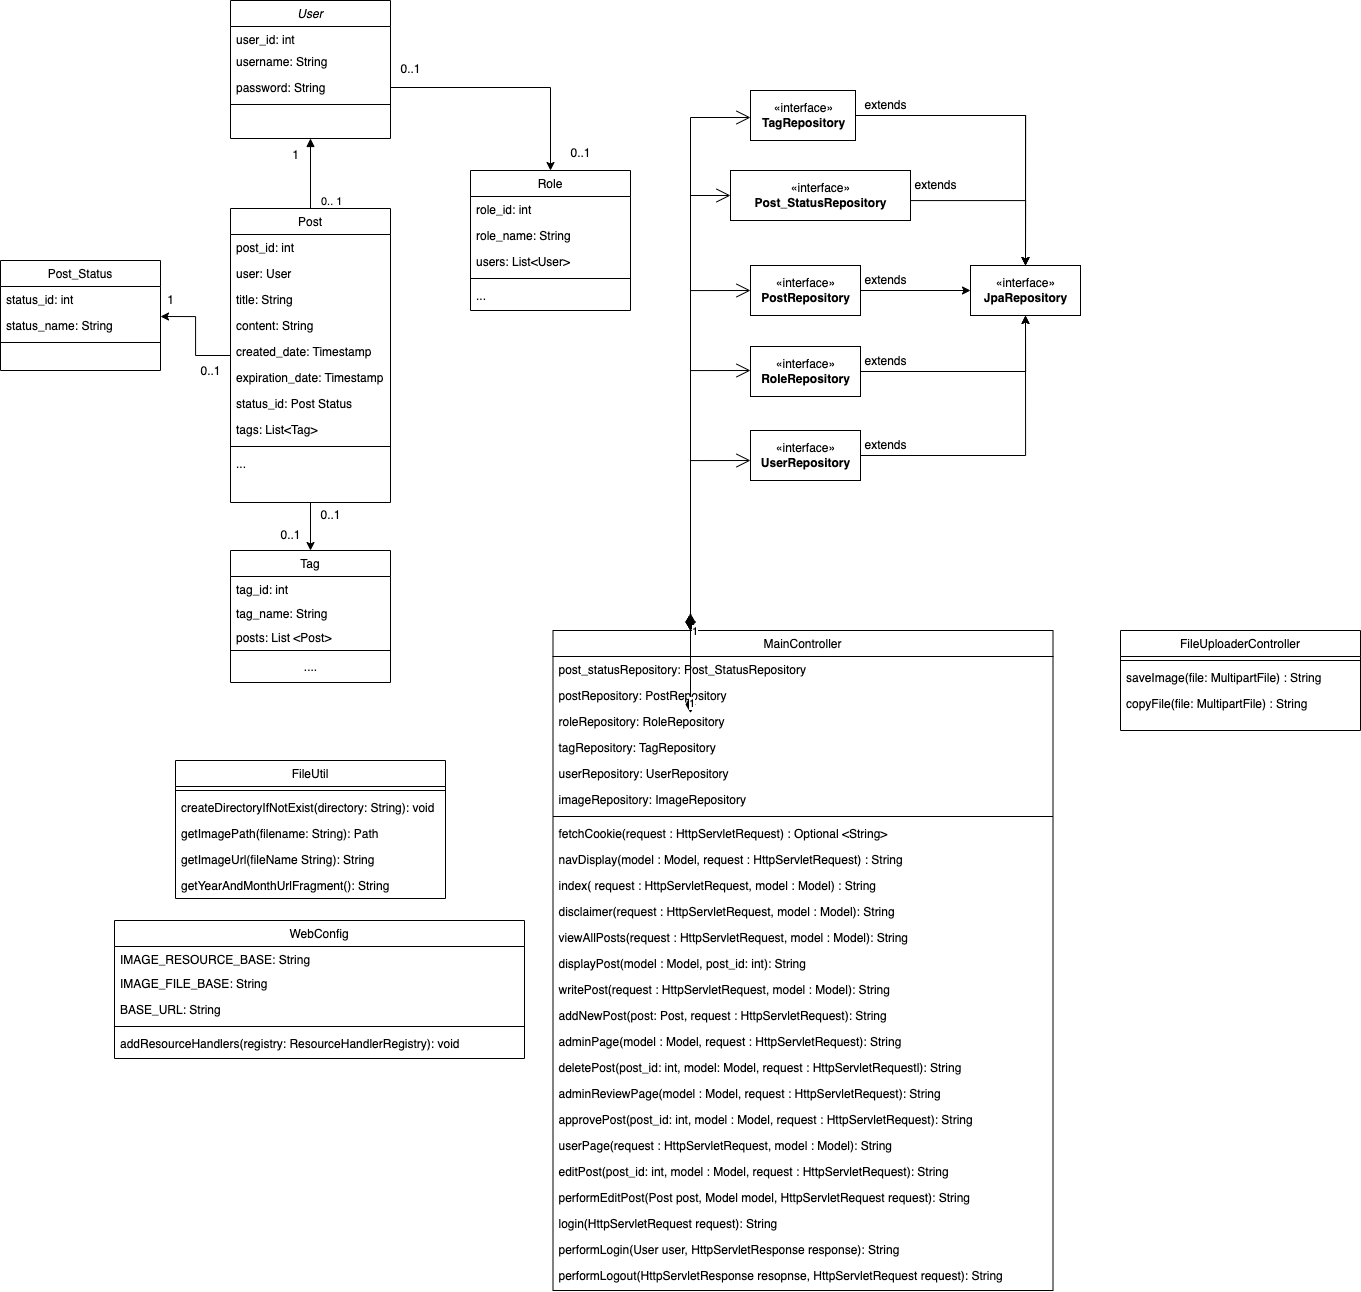 User
user_id: int
username: String
password: String
0..1
0..1
1
0.. 1
Role
role_id: int
role_name: String
users: List<User>
...
Post
post_id: int
user: User
title: String
content: String
created_date: Timestamp
expiration_date: Timestamp
status_id: Post Status
tags: List<Tag>
...
Post_Status
status_id: int
status_name: String
1
0..1
0..1
0..1
Tag
tag_id: int
tag_name: String
posts: List <Post>
....
«interface»
TagRepository
extends
«interface»
Post_StatusRepository
extends
«interface»
PostRepository
extends
«interface»
JpaRepository
«interface»
RoleRepository
extends
«interface»
UserRepository
extends
1
MainController
post_statusRepository: Post_StatusRepository
postRepository: PostRepository
1
roleRepository: RoleRepository
tagRepository: TagRepository
userRepository: UserRepository
imageRepository: ImageRepository
fetchCookie(request : HttpServletRequest) : Optional <String>
navDisplay(model : Model, request : HttpServletRequest) : String
index( request : HttpServletRequest, model : Model) : String
disclaimer(request : HttpServletRequest, model : Model): String
viewAllPosts(request : HttpServletRequest, model : Model): String
displayPost(model : Model, post_id: int): String
writePost(request : HttpServletRequest, model : Model): String
addNewPost(post: Post, request : HttpServletRequest): String
adminPage(model : Model, request : HttpServletRequest): String
deletePost(post_id: int, model: Model, request : HttpServletRequestl): String
adminReviewPage(model : Model, request : HttpServletRequest): String
approvePost(post_id: int, model : Model, request : HttpServletRequest): String
userPage(request : HttpServletRequest, model : Model): String
editPost(post_id: int, model : Model, request : HttpServletRequest): String
performEditPost(Post post, Model model, HttpServletRequest request): String
login(HttpServletRequest request): String
performLogin(User user, HttpServletResponse response): String
performLogout(HttpServletResponse resopnse, HttpServletRequest request): String
FileUploaderController
saveImage(file: MultipartFile) : String
copyFile(file: MultipartFile) : String
FileUtil
createDirectoryIfNotExist(directory: String): void
getImagePath(filename: String): Path
getImageUrl(fileName String): String
getYearAndMonthUrlFragment(): String
WebConfig
IMAGE_RESOURCE_BASE: String
IMAGE_FILE_BASE: String
BASE_URL: String
addResourceHandlers(registry: ResourceHandlerRegistry): void